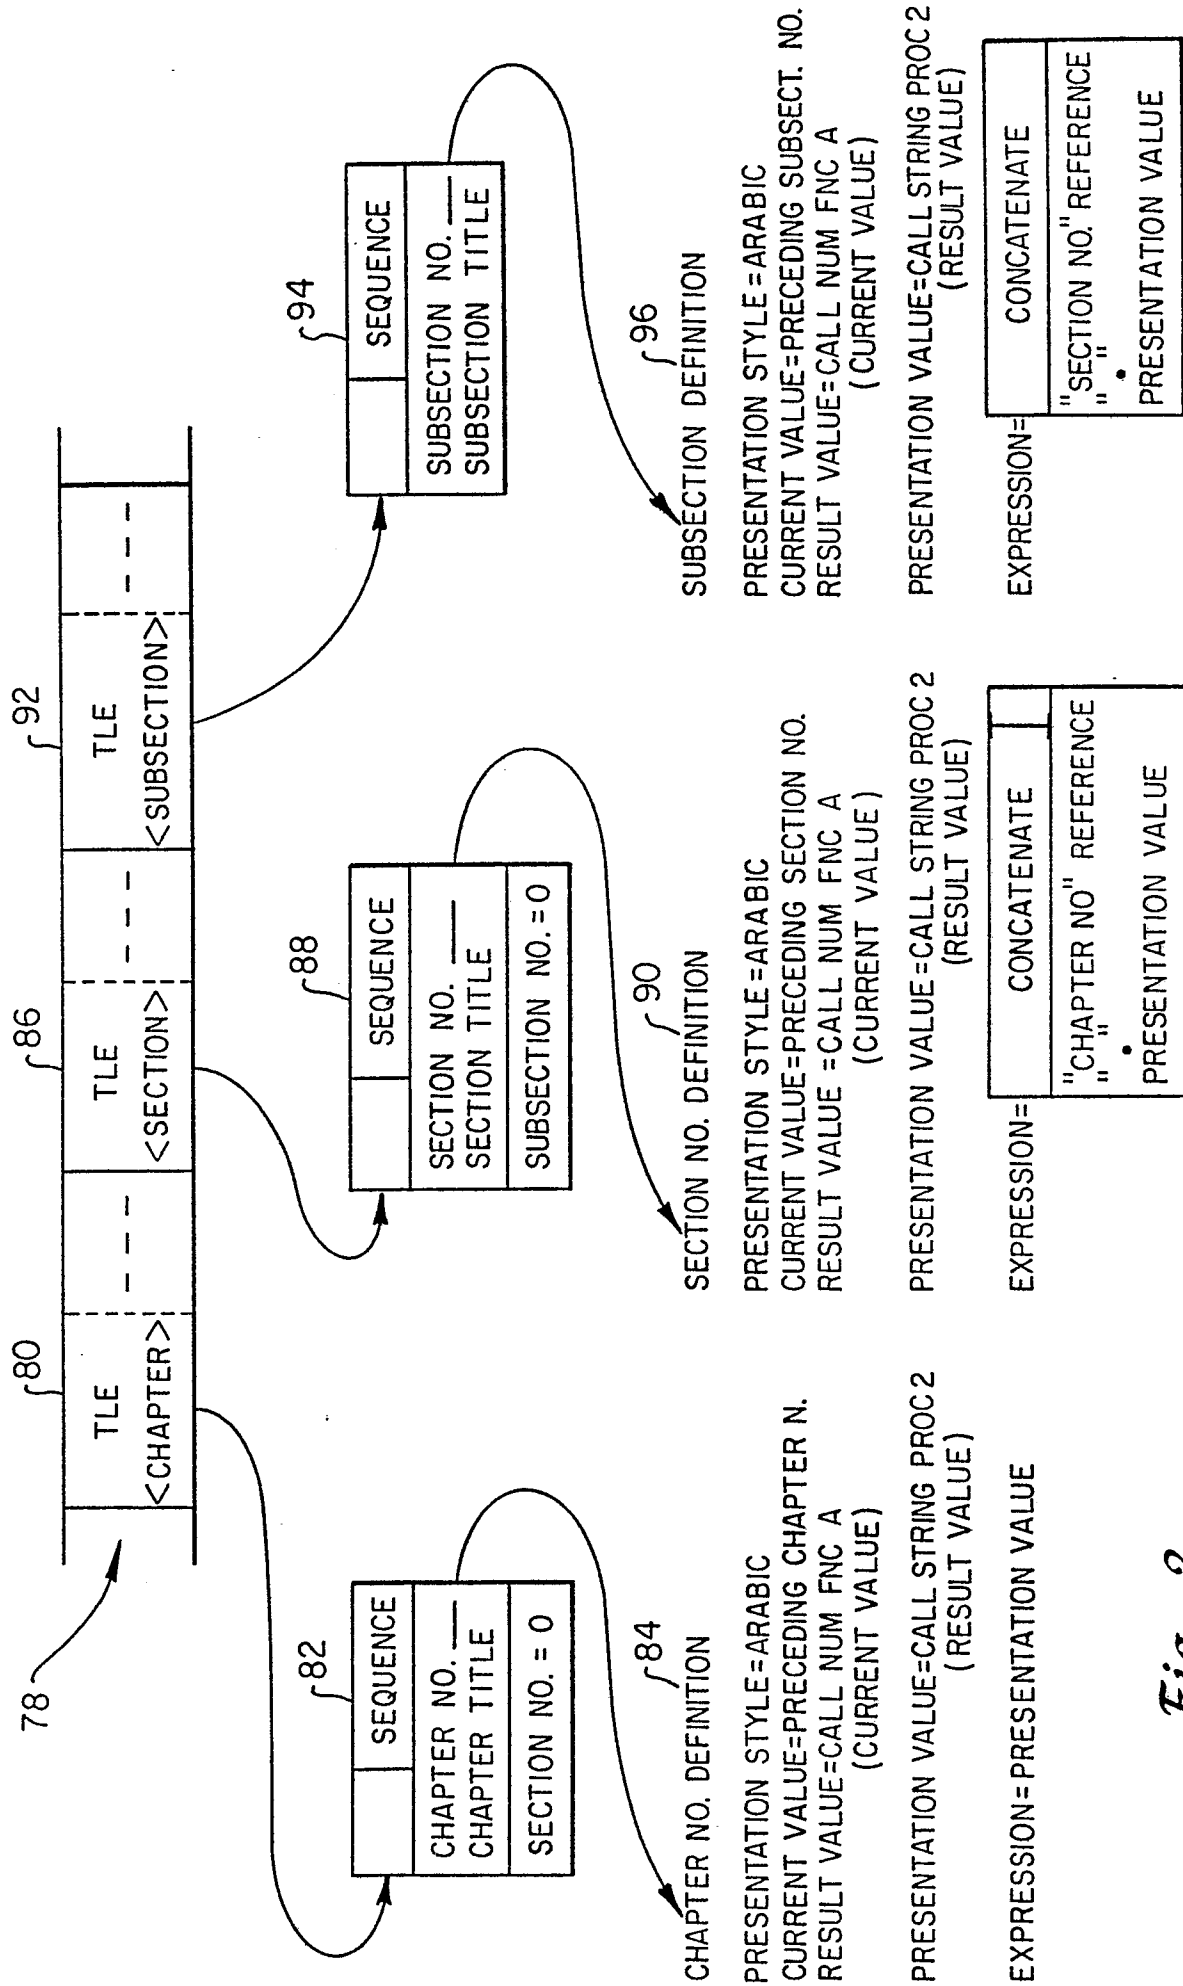 78
80
TLE
<CHAPTER>
86
TLE
<SECTION>
92
TLE
<SUBSECTION>
82
SEQUENCE
CHAPTER NO. __
CHAPTER TITLE
SECTION NO. = 0
88
SEQUENCE
SECTION NO. __
SECTION TITLE
SUBSECTION NO. = 0
94
SEQUENCE
SUBSECTION NO. __
SUBSECTION TITLE
84
CHAPTER NO. DEFINITION
PRESENTATION STYLE=ARABIC
CURRENT VALUE=PRECEDING CHAPTER N.
RESULT VALUE=CALL NUM FNC A
(CURRENT VALUE)
PRESENTATION VALUE=CALL STRING PROC 2
(RESULT VALUE)
EXPRESSION=PRESENTATION VALUE
90
SECTION NO. DEFINITION
PRESENTATION STYLE=ARABIC
CURRENT VALUE=PRECEDING SECTION NO.
RESULT VALUE =CALL NUM FNC A
(CURRENT VALUE)
PRESENTATION VALUE=CALL STRING PROC 2
(RESULT VALUE)
EXPRESSION=
CONCATENATE
"CHAPTER NO" REFERENCE
"."
PRESENTATION VALUE
96
SUBSECTION DEFINITION
PRESENTATION STYLE=ARABIC
CURRENT VALUE=PRECEDING SUBSECT. NO.
RESULT VALUE=CALL NUM FNC A
(CURRENT VALUE)
PRESENTATION VALUE=CALL STRING PROC 2
(RESULT VALUE)
EXPRESSION=
CONCATENATE
"SECTION NO." REFERENCE
"."
PRESENTATION VALUE